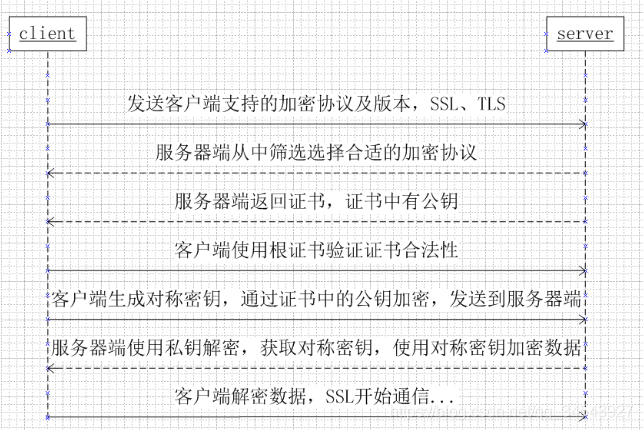 client
server
发送客户端支持的加密协议及版本，SSL、TLS
服务器端从中筛选选择合适的加密协议
服务器端返回证书，证书中有公钥
客户端使用根证书验证证书合法性
客户端生成对称密钥，通过证书中的公钥加密，发送到服务器端
服务器端使用私钥解密，获取对称密钥，使用对称密钥加密数据
客户端解密数据，SSL开始通信...